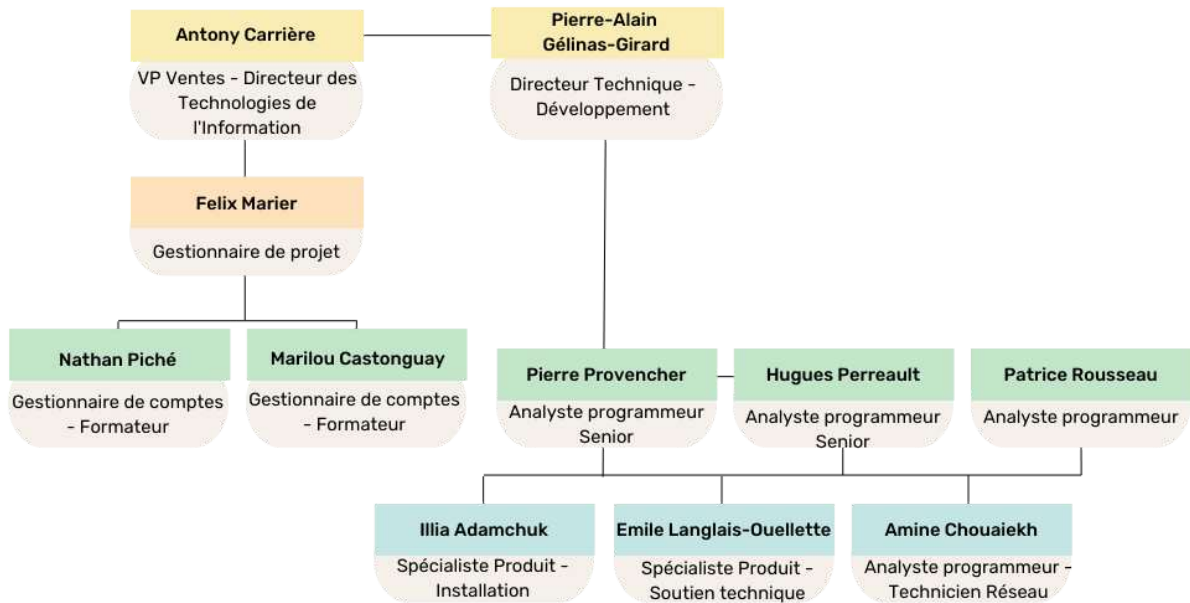 Antony Carrière
VP Ventes - Directeur des
Technologies de
l'Information
Pierre-Alain
Gélinas-Girard
Directeur Technique -
Développement
Felix Marier
Gestionnaire de projet
Nathan Piché
Gestionnaire de comptes
- Formateur
Marilou Castonguay
Gestionnaire de comptes
- Formateur
Pierre Provencher
Analyste programmeur
Senior
Hugues Perreault
Analyste programmeur
Senior
Patrice Rousseau
Analyste programmeur
Illia Adamchuk
Spécialiste Produit -
Installation
Emile Langlais-Ouellette
Spécialiste Produit -
Soutien technique
Amine Chouaiekh
Analyste programmeur -
Technicien Réseau